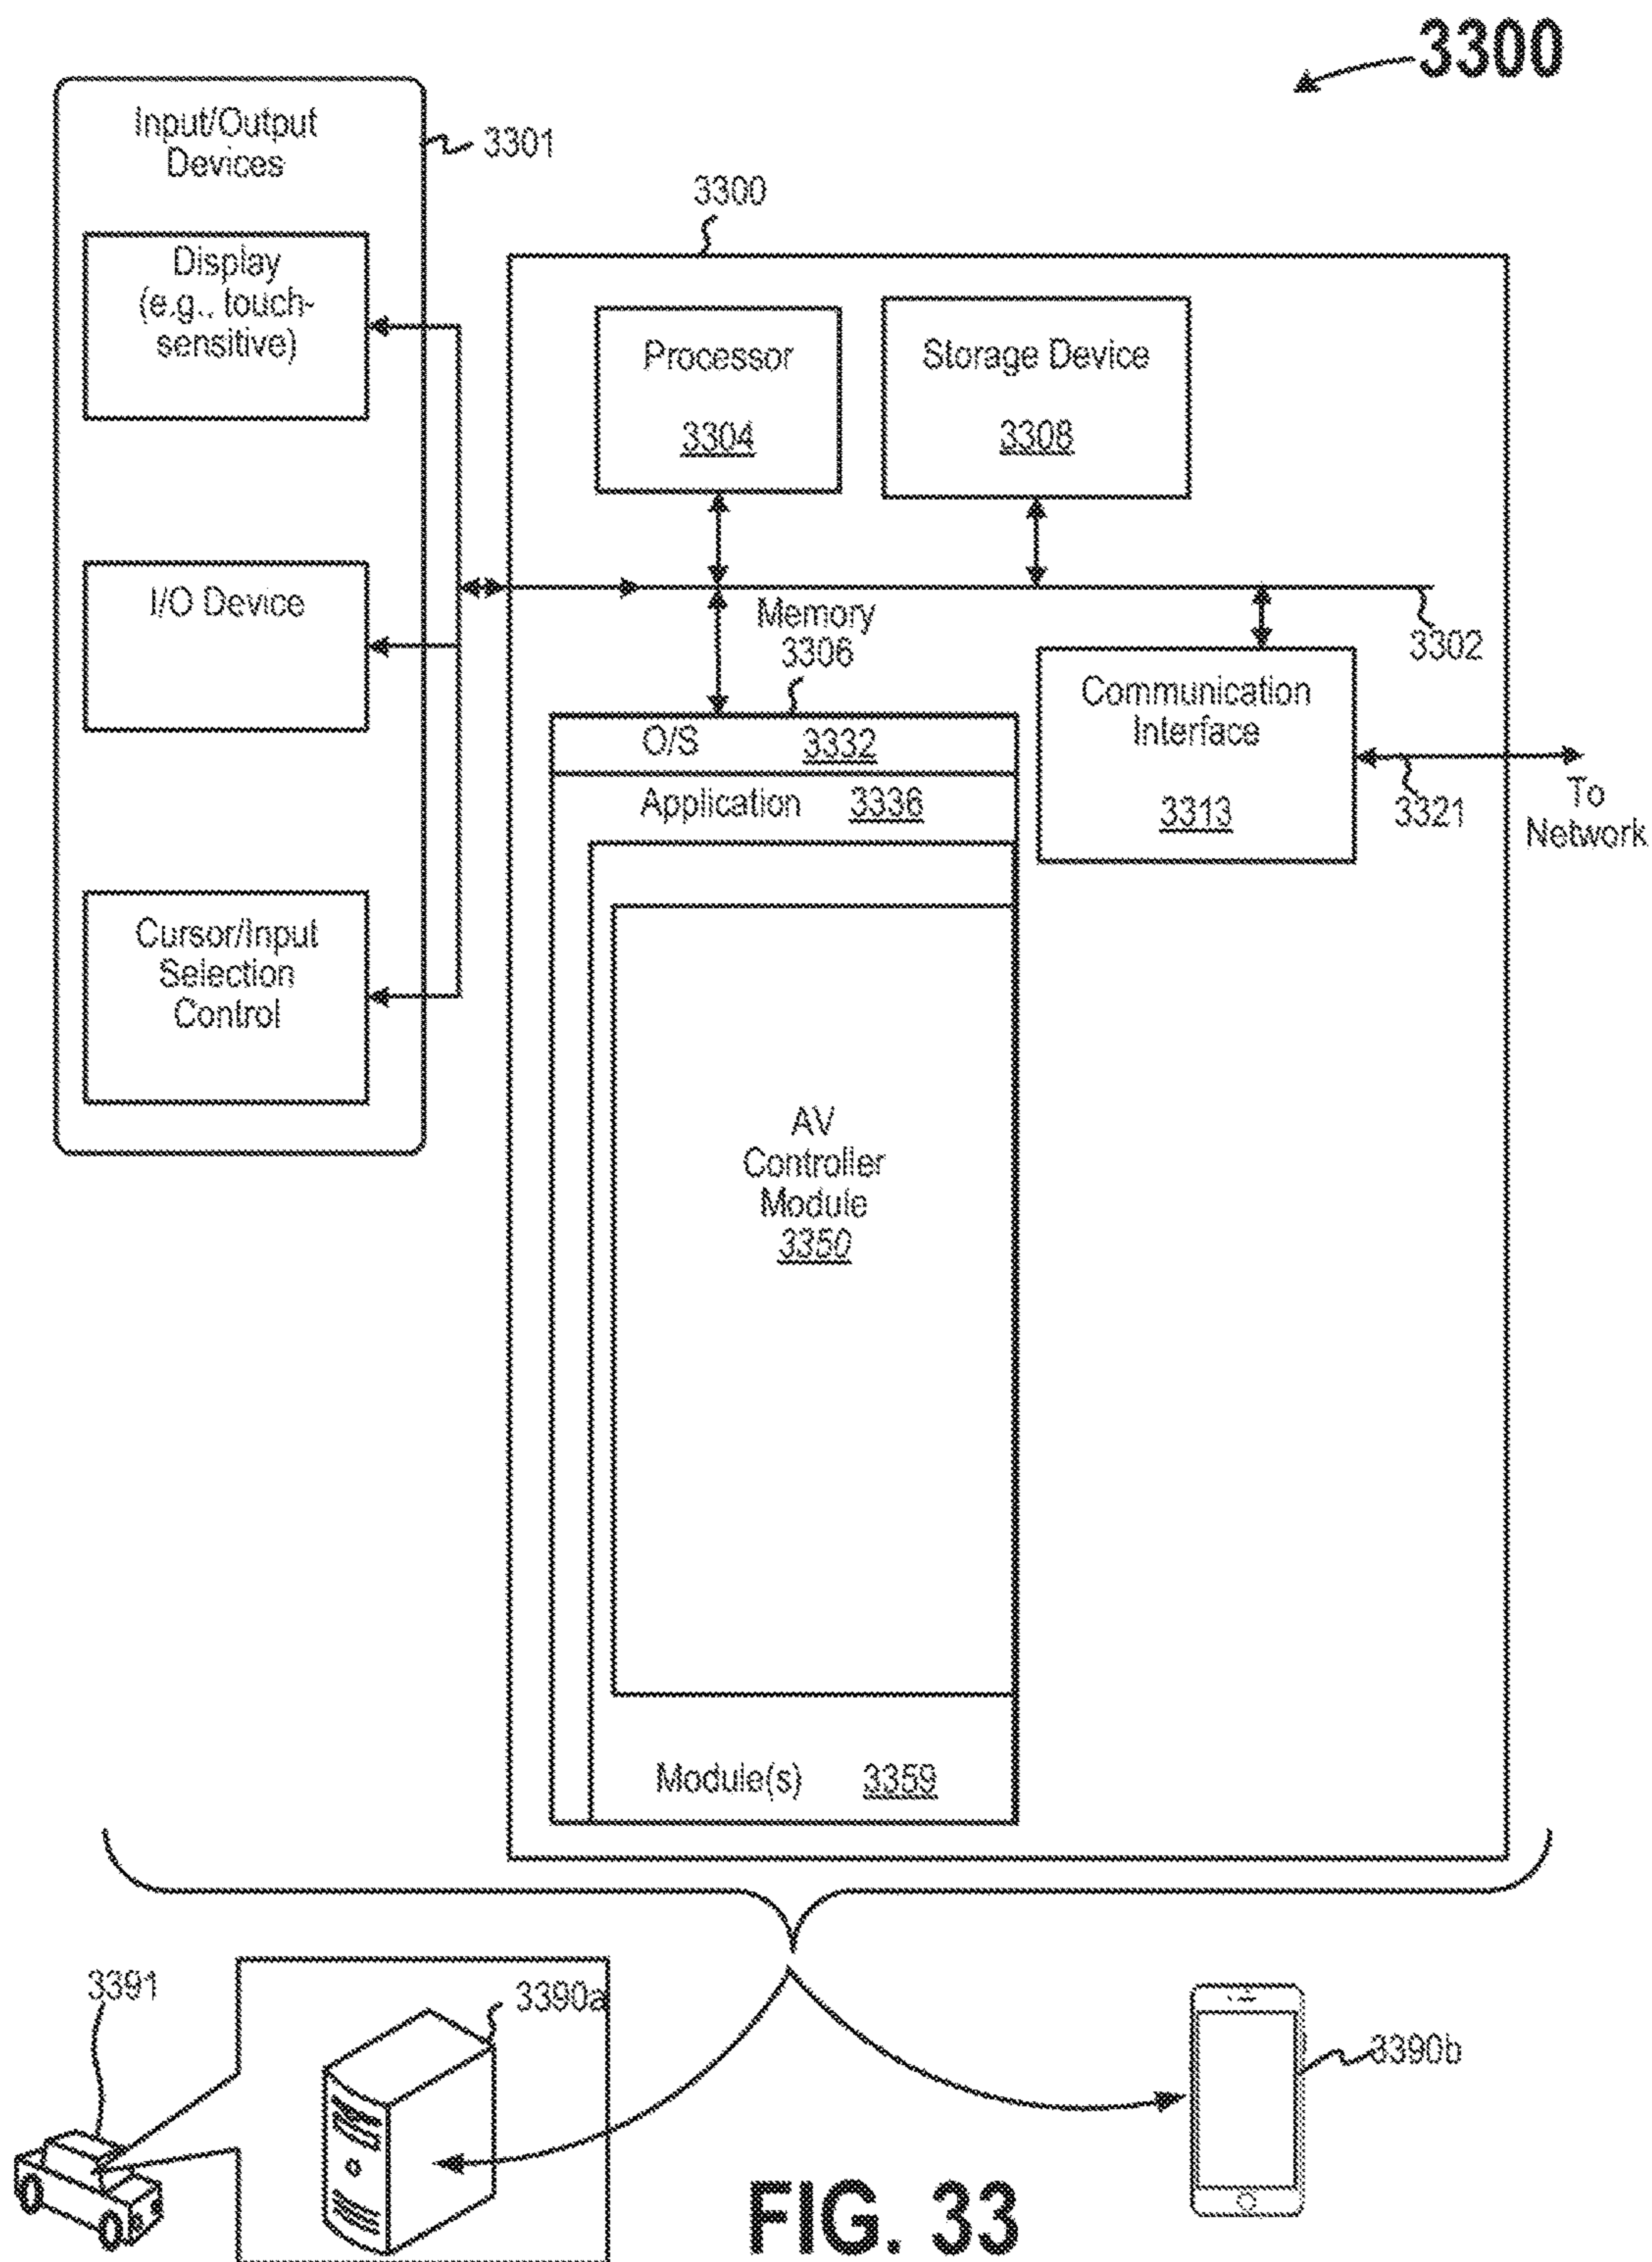 3300
Input/Output
Devices
3301
Display
(e.g., touch-
sensitive)
I/O Device
Cursor/Input
Selection
Control
3300
Processor
3304
Storage Device
3308
Memory
3306
3302
O/S 3332
Application 3336
Communication
Interface
3313
3321
To
Network
AV
Controller
Module
3350
Module(s) 3359
3391
3390a
3390b
FIG. 33